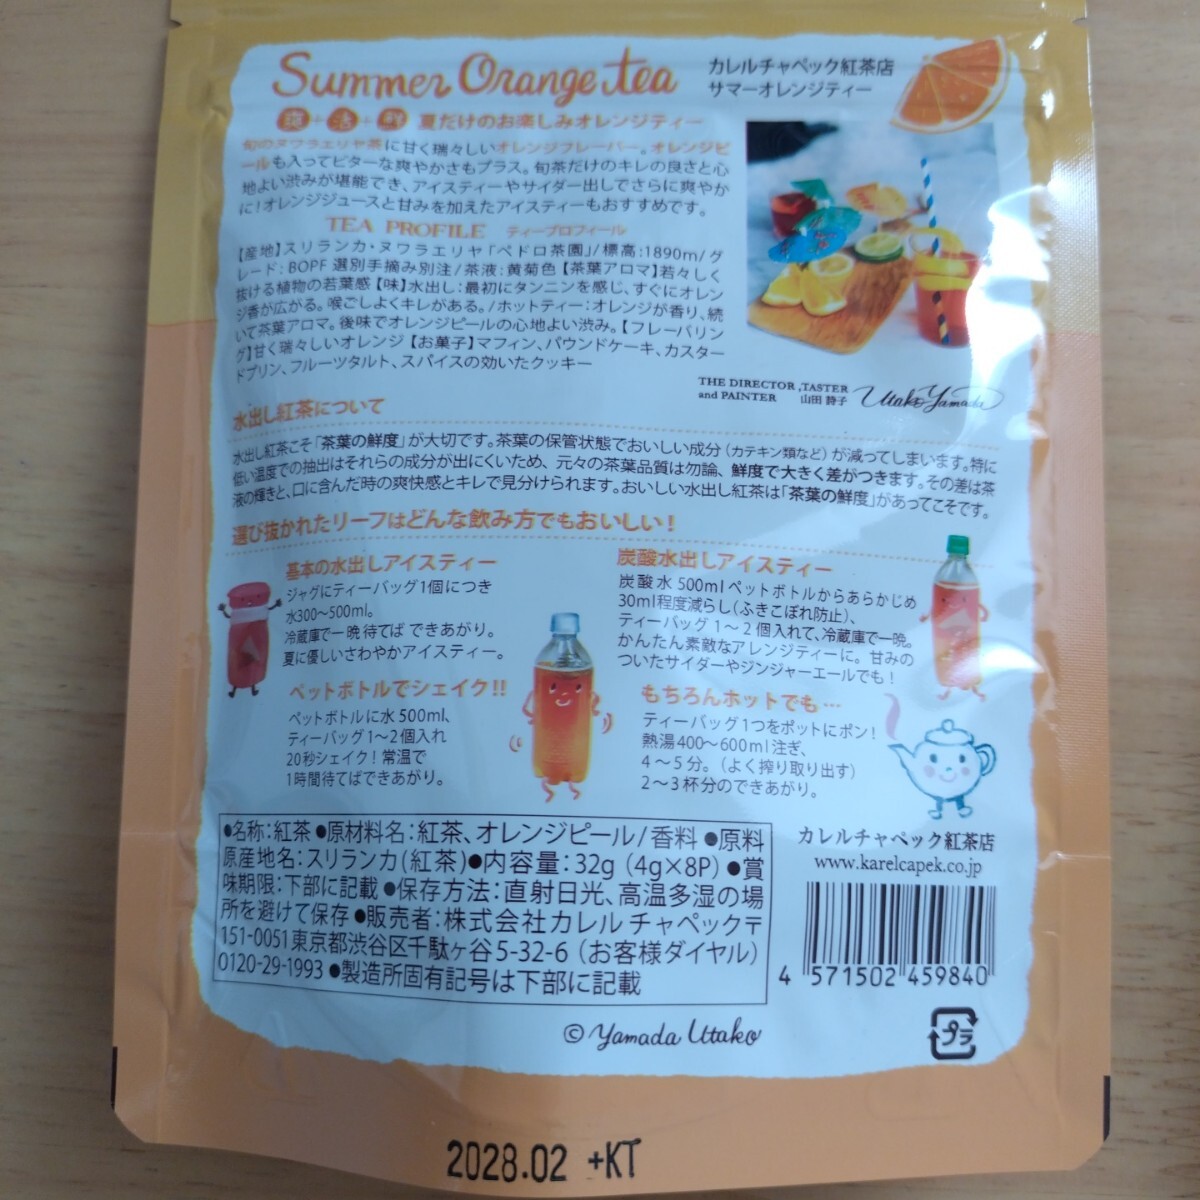 Summer Orange tea
カレルチャペック紅茶店
サマーオレンジティー
夏だけのお楽しみオレンジティー
旬のヌワラエリヤ茶に甘く瑞々しいオレンジフレーバー。オレンジピ
ールも入ってビターな爽やかさもプラス。旬茶だけのキレの良さと心
地よい渋みが堪能でき、アイスティーやサイダー出しでさらに爽やか
に!オレンジジュースと甘みを加えたアイスティーもおすすめです。
TEA PROFILE ティープロフィール
【産地】スリランカ・ヌワラエリヤ「ペドロ茶園」/標高:1890m/グ
レード: BOPF 選別手摘み別注/茶液:黄菊色【茶葉アロマ】若々しく
抜ける植物の若葉感【味】水出し:最初にタンニンを感じ、すぐにオレン
ジ香が広がる。喉ごしよくキレがある。/ホットティー:オレンジが香り、続
いて茶葉アロマ。後味でオレンジピールの心地よい渋み。【フレーバリン
グ】甘く瑞々しいオレンジ【お菓子】マフィン、パウンドケーキ、カスター
ドプリン、フルーツタルト、スパイスの効いたクッキー
THE DIRECTOR ,TASTER
and PAINTER 山田 詩子 Utako Yamada
水出し紅茶について
水出し紅茶こそ「茶葉の鮮度」が大切です。茶葉の保管状態でおいしい成分(カテキン類など)が減ってしまいます。特に
低い温度での抽出はそれらの成分が出にくいため、元々の茶葉品質は勿論、鮮度で大きく差がつきます。その差は茶
液の輝きと、口に含んだ時の爽快感とキレで見分けられます。おいしい水出し紅茶は「茶葉の鮮度」があってこそです。
選び抜かれたリーフはどんな飲み方でもおいしい!
基本の水出しアイスティー
ジャグにティーバッグ1個につき
水300〜500ml。
冷蔵庫で一晩待てば できあがり。
夏に優しいさわやかアイスティー。
炭酸水出しアイスティー
炭酸水 500mlペットボトルからあらかじめ
30ml程度減らし(ふきこぼれ防止)、
ティーバッグ 1〜2個入れて、冷蔵庫で一晩。
かんたん素敵なアレンジティーに。甘みの
ついたサイダーやジンジャーエールでも!
ペットボトルでシェイク!!
ペットボトルに水 500ml、
ティーバッグ1〜2個入れ
20秒シェイク!常温で
1時間待てばできあがり。
もちろんホットでも…
ティーバッグ1つをポットにポン!
熱湯400〜600ml注ぎ、
4〜5分。(よく搾り取り出す)
2〜3杯分のできあがり。
●名称:紅茶 ●原材料名:紅茶、オレンジピール/香料 ●原料
原産地名:スリランカ(紅茶)●内容量:32g (4g×8P) ●賞
味期限:下部に記載 ●保存方法:直射日光、高温多湿の場
所を避けて保存 ●販売者:株式会社カレルチャペック〒
151-0051東京都渋谷区千駄ヶ谷5-32-6(お客様ダイヤル)
0120-29-1993 ●製造所固有記号は下部に記載
カレルチャペック紅茶店
www.karelcapek.co.jp
4 571502 459840
プラ
© Yamada Utako
2028.02 +KT